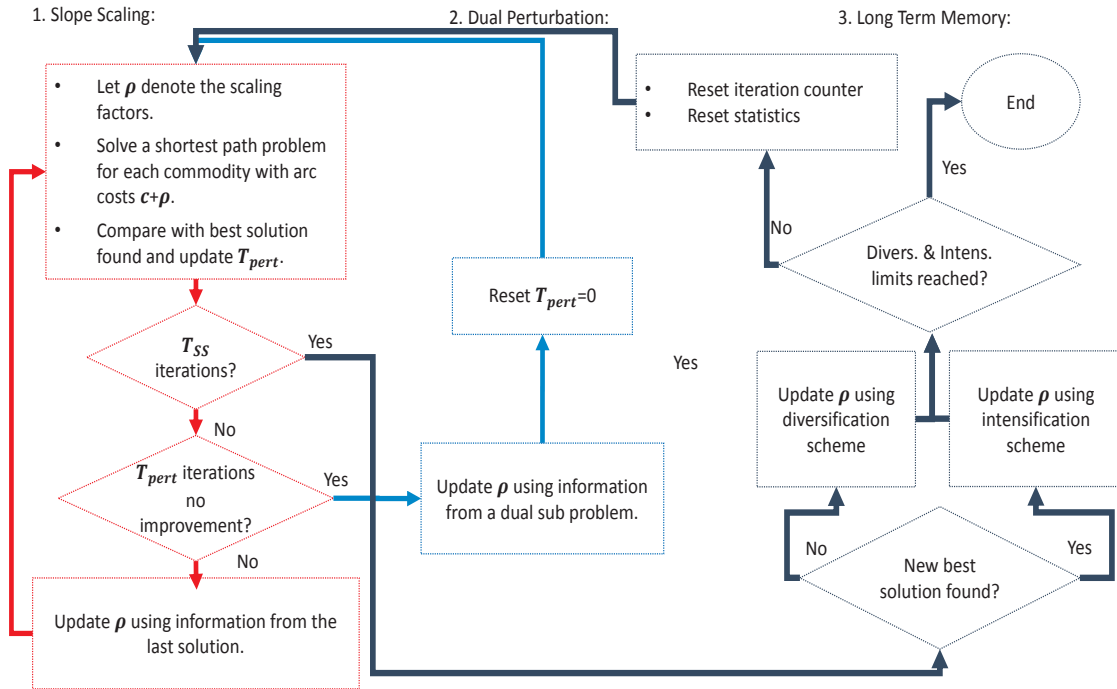 1. Slope Scaling:
2. Dual Perturbation:
3. Long Term Memory:
• Let ρ denote the scaling
factors.
• Solve a shortest path problem
for each commodity with arc
costs c+ρ.
• Compare with best solution
found and update T_pert.
T_SS
iterations?
Yes
No
T_pert iterations
no
improvement?
Yes
No
Update ρ using information from the
last solution.
Reset T_pert=0
Update ρ using information
from a dual sub problem.
Yes
• Reset iteration counter
• Reset statistics
End
Yes
No
Divers. & Intens.
limits reached?
Update ρ using
diversification
scheme
Update ρ using
intensification
scheme
No
Yes
New best
solution found?